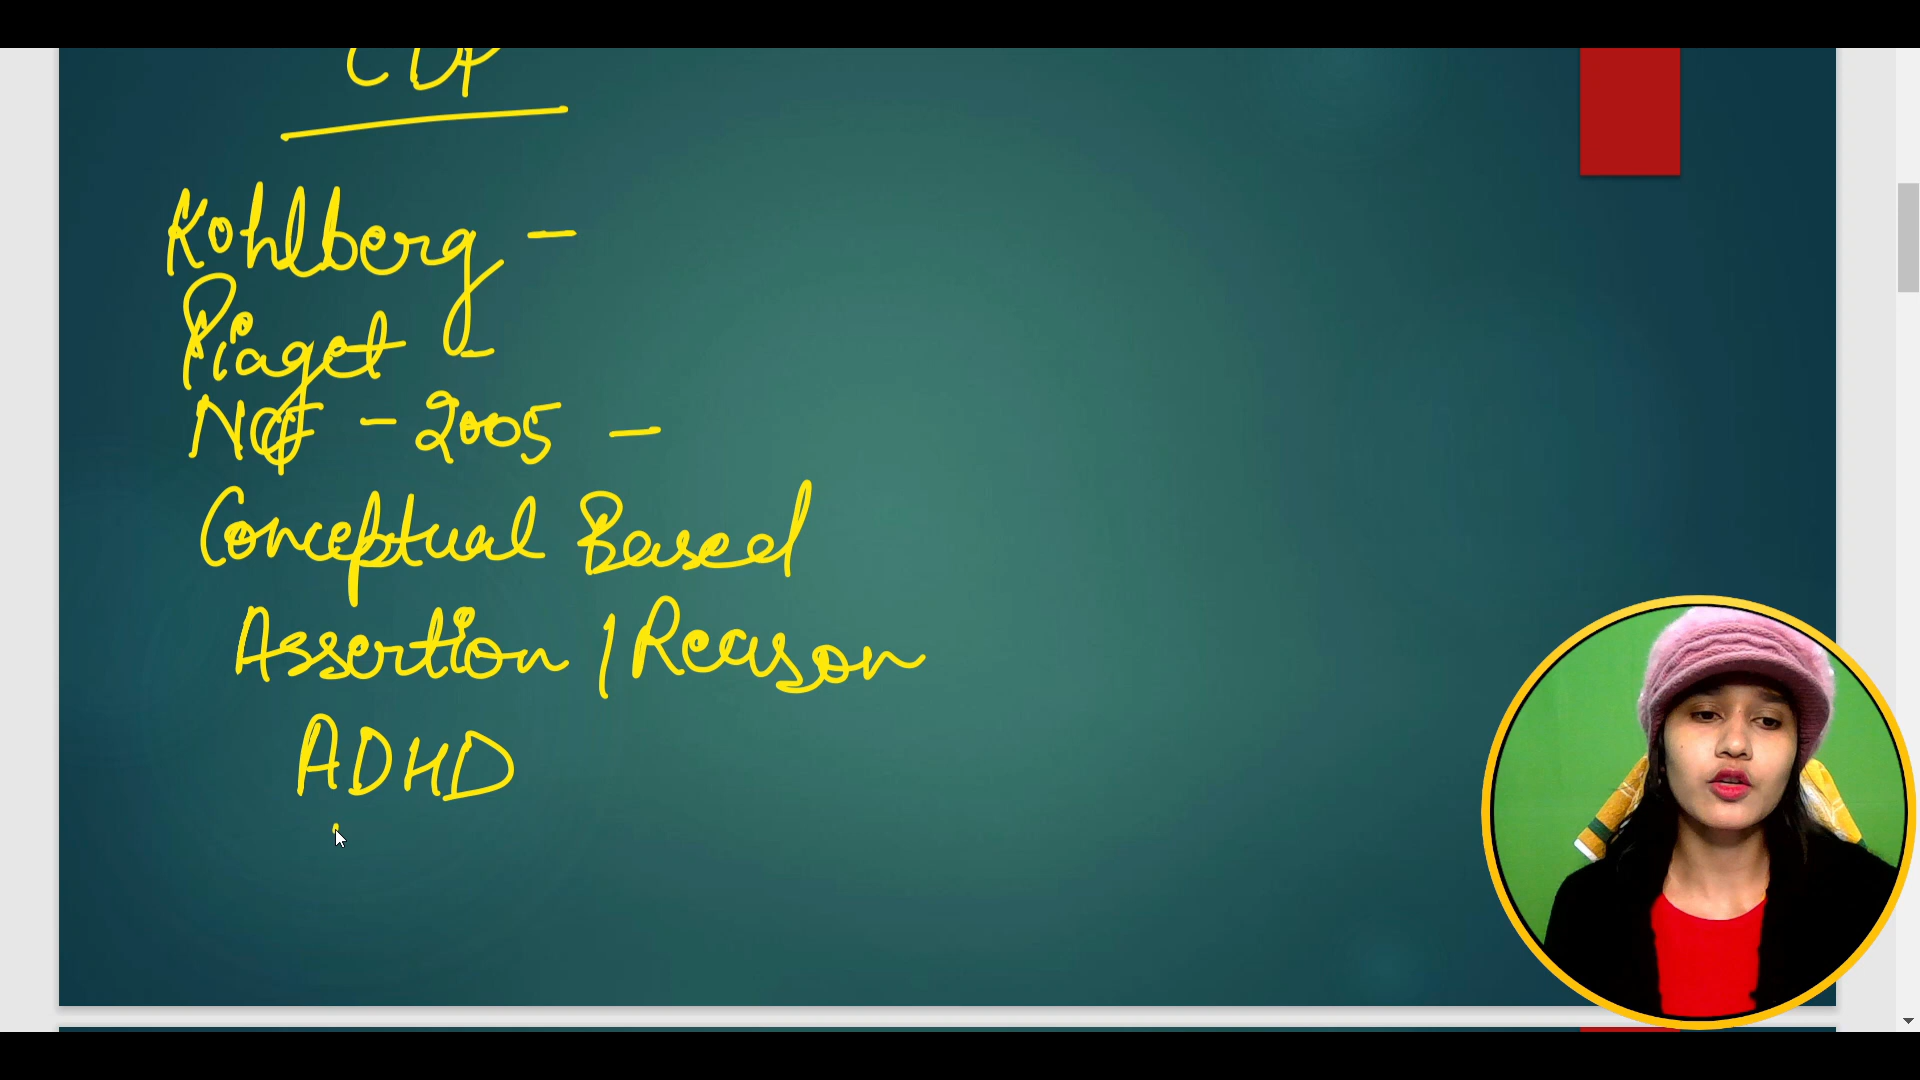 CDP
Kohlberg -
Piaget -
NCF - 2005 -
Conceptual Based
Assertion / Reason
ADHD